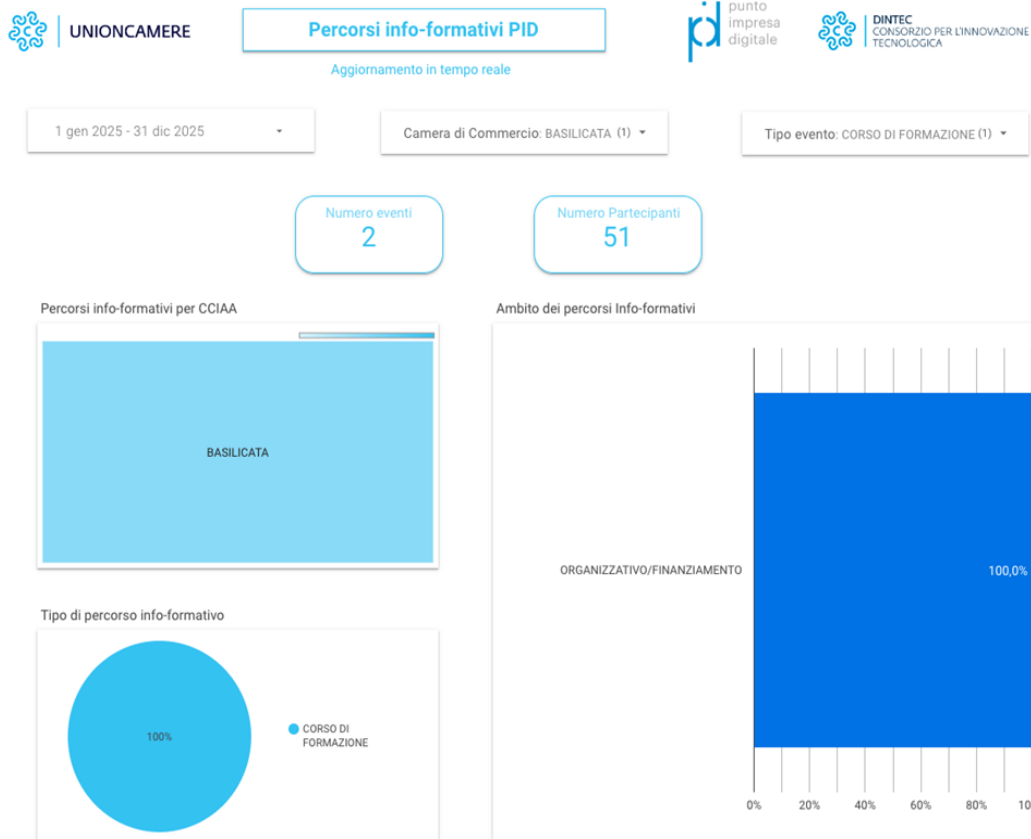 UNIONCAMERE
Percorsi info-formativi PID
punto
impresa
digitale
DINTEC
CONSORZIO PER L'INNOVAZIONE
TECNOLOGICA
Aggiornamento in tempo reale
1 gen 2025 - 31 dic 2025
Camera di Commercio: BASILICATA (1)
Tipo evento: CORSO DI FORMAZIONE (1)
Numero eventi
2
Numero Partecipanti
51
Percorsi info-formativi per CCIAA
BASILICATA
Ambito dei percorsi Info-formativi
ORGANIZZATIVO/FINANZIAMENTO
100,0%
0% 20% 40% 60% 80% 10
Tipo di percorso info-formativo
100%
CORSO DI
FORMAZIONE